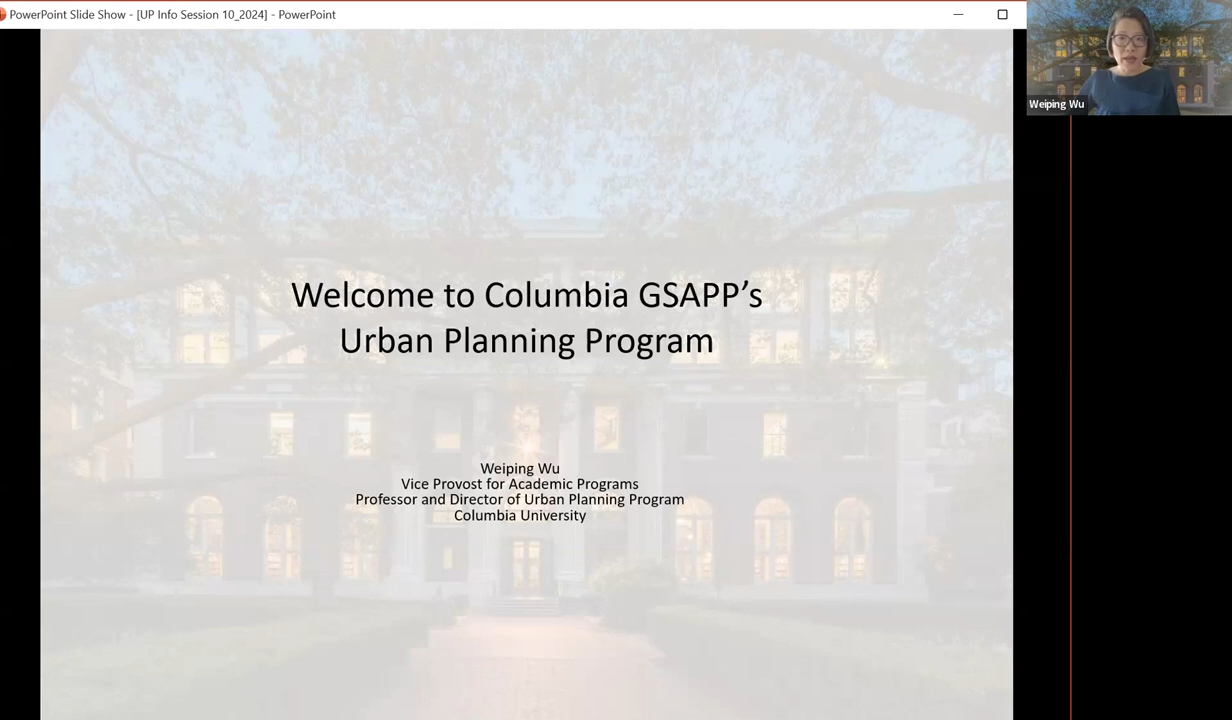 PowerPoint Slide Show - [UP Info Session 10_2024] - PowerPoint
Weiping Wu
Welcome to Columbia GSAPP’s
Urban Planning Program
Weiping Wu
Vice Provost for Academic Programs
Professor and Director of Urban Planning Program
Columbia University